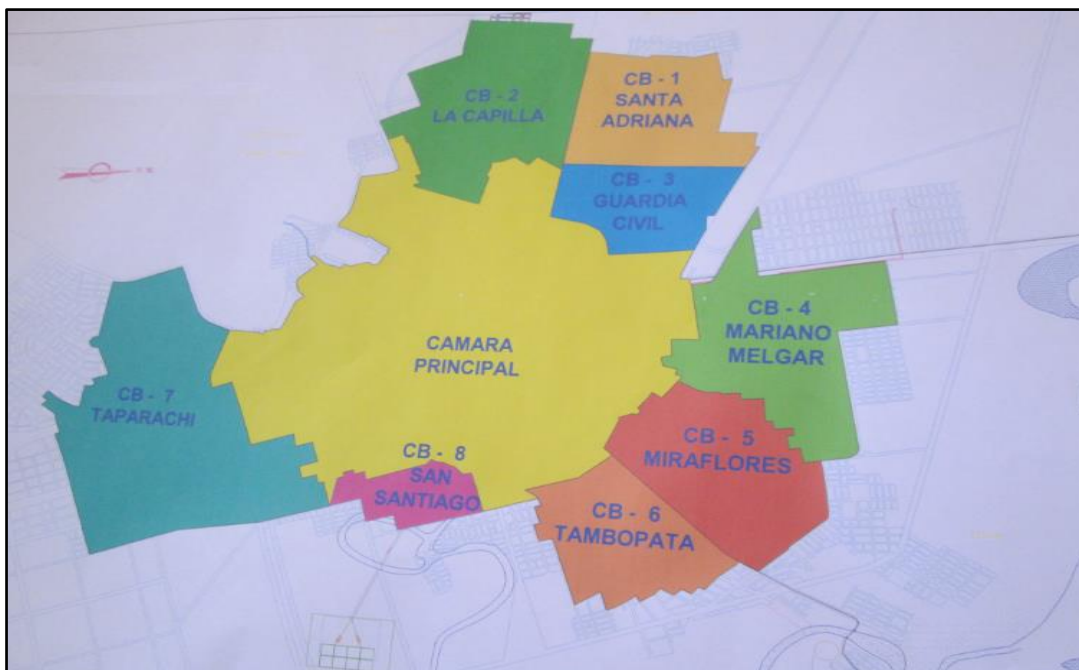 CB - 2
LA CAPILLA
CB - 1
SANTA
ADRIANA
CB - 3
GUARDIA
CIVIL
CB - 4
MARIANO
MELGAR
CAMARA
PRINCIPAL
CB - 7
TAPARACHI
CB - 8
SAN
SANTIAGO
CB - 5
MIRAFLORES
CB - 6
TAMBOPATA